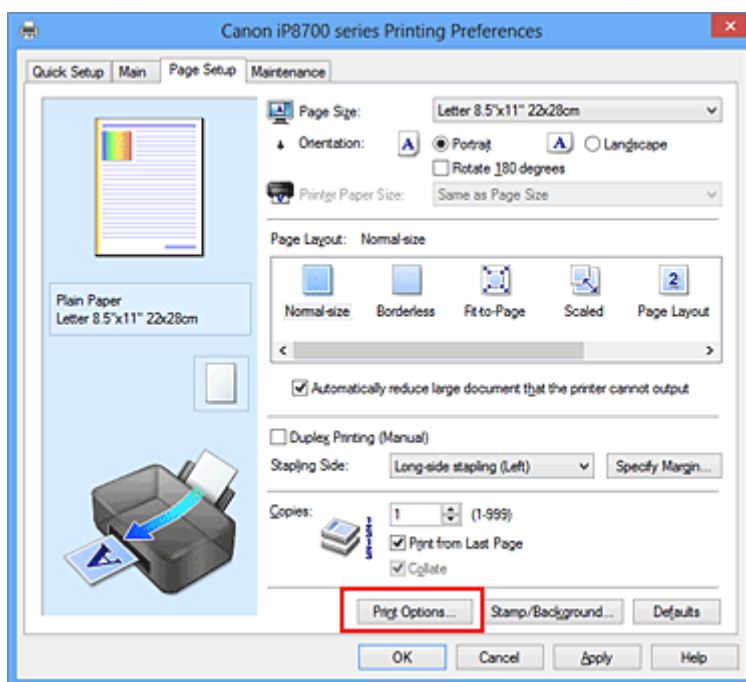 Canon iP8700 series Printing Preferences
Quick Setup Main Page Setup Maintenance
Page Size: Letter 8.5"x11" 22x28cm
Orientation: A Portrait A Landscape
Rotate 180 degrees
Printer Paper Size: Same as Page Size
Page Layout: Normal-size
2
Normal-size Borderless Fit-to-Page Scaled Page Layout
Plain Paper
Letter 8.5"x11" 22x28cm
Automatically reduce large document that the printer cannot output
Duplex Printing (Manual)
Stapling Side: Long-side stapling (Left) Specify Margin...
Copies: 1 (1-999)
Print from Last Page
Collate
A
Print Options... Stamp/Background... Defaults
OK Cancel Apply Help